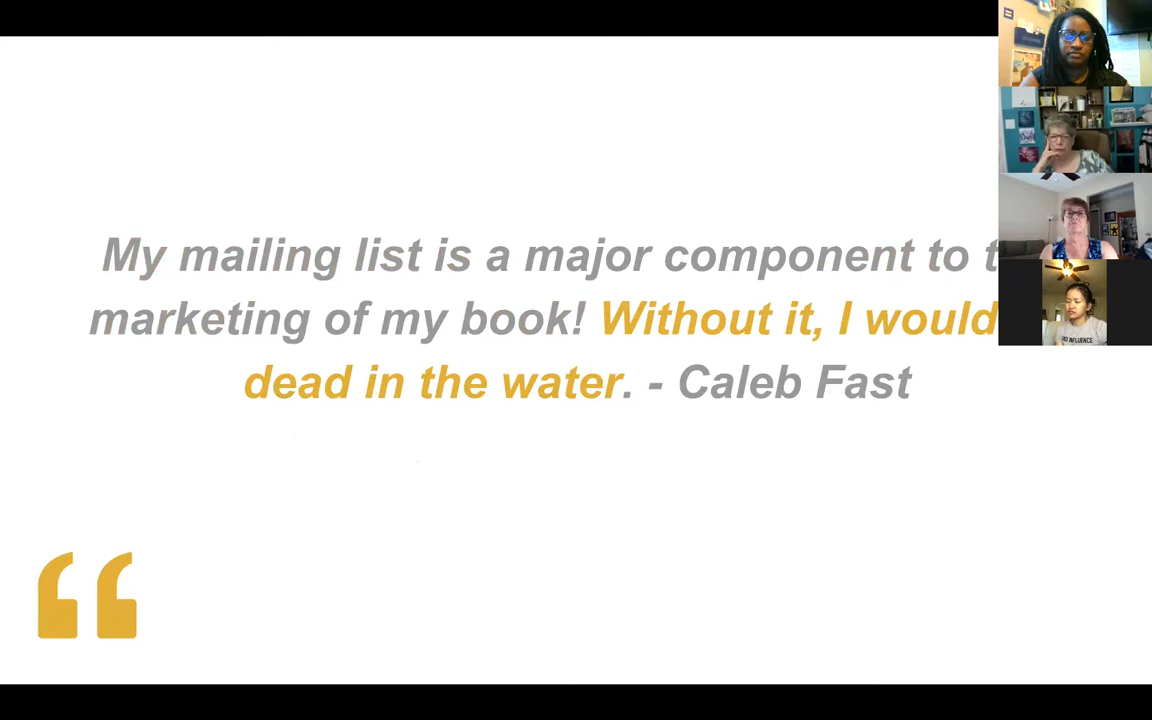 My mailing list is a major component to
marketing of my book! Without it, I would
dead in the water. - Caleb Fast
“